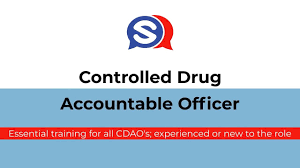 S
Controlled Drug
Accountable Officer
Essential training for all CDAO's; experienced or new to the role